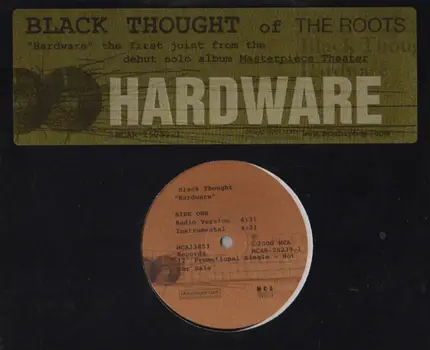 BLACK THOUGHT of THE ROOTS
"Hardware" the first joint from the
debut solo album Masterpiece Theater
HARDWARE
Black Thought
"Hardware"
SIDE ONE
Radio Version 4:31
Instrumental 4:31
©2000 MCA
Records
12" Promotional Single - Not
For Sale
MCA